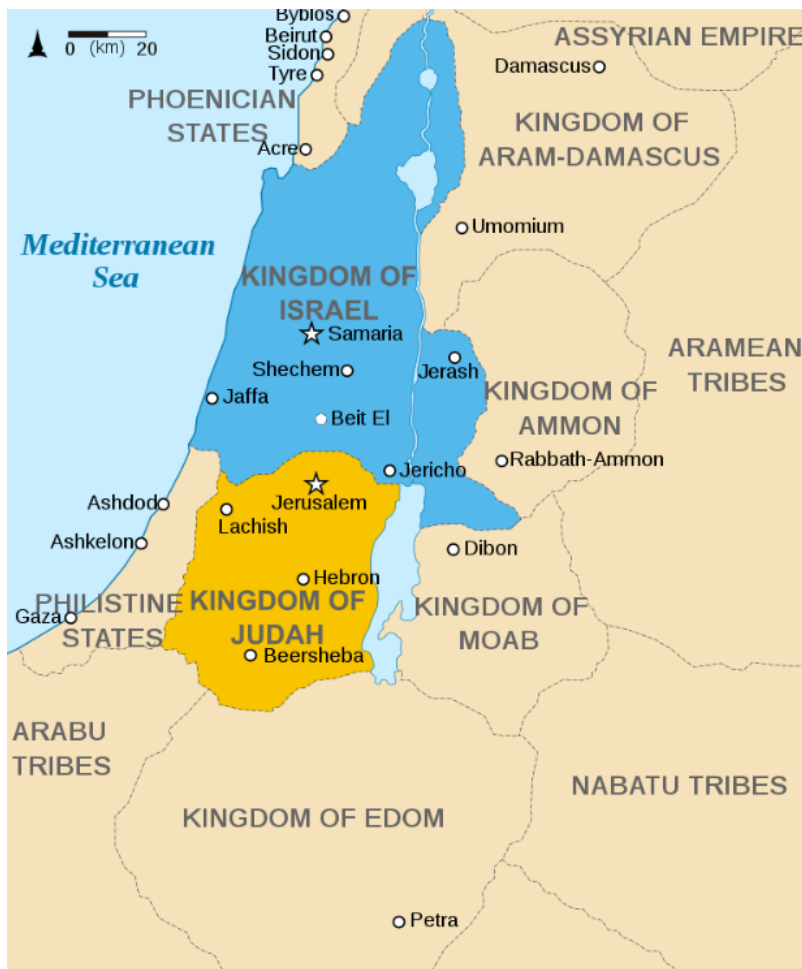 Byblos
Beirut
0 (km) 20
Sidon
ASSYRIAN EMPIRE
Tyre
Damascus
PHOENICIAN
STATES
KINGDOM OF
ARAM-DAMASCUS
Acre
Umomium
Mediterranean
Sea
KINGDOM OF
ISRAEL
Samaria
Shechem
Jerash
ARAMEAN
TRIBES
KINGDOM OF
AMMON
Jaffa
Beit El
Jericho
Rabbath-Ammon
Ashdod
Jerusalem
Lachish
Ashkelon
Dibon
Hebron
PHILISTINE
STATES
Gaza
KINGDOM OF
JUDAH
KINGDOM OF
MOAB
Beersheba
ARABU
TRIBES
NABATU TRIBES
KINGDOM OF EDOM
Petra